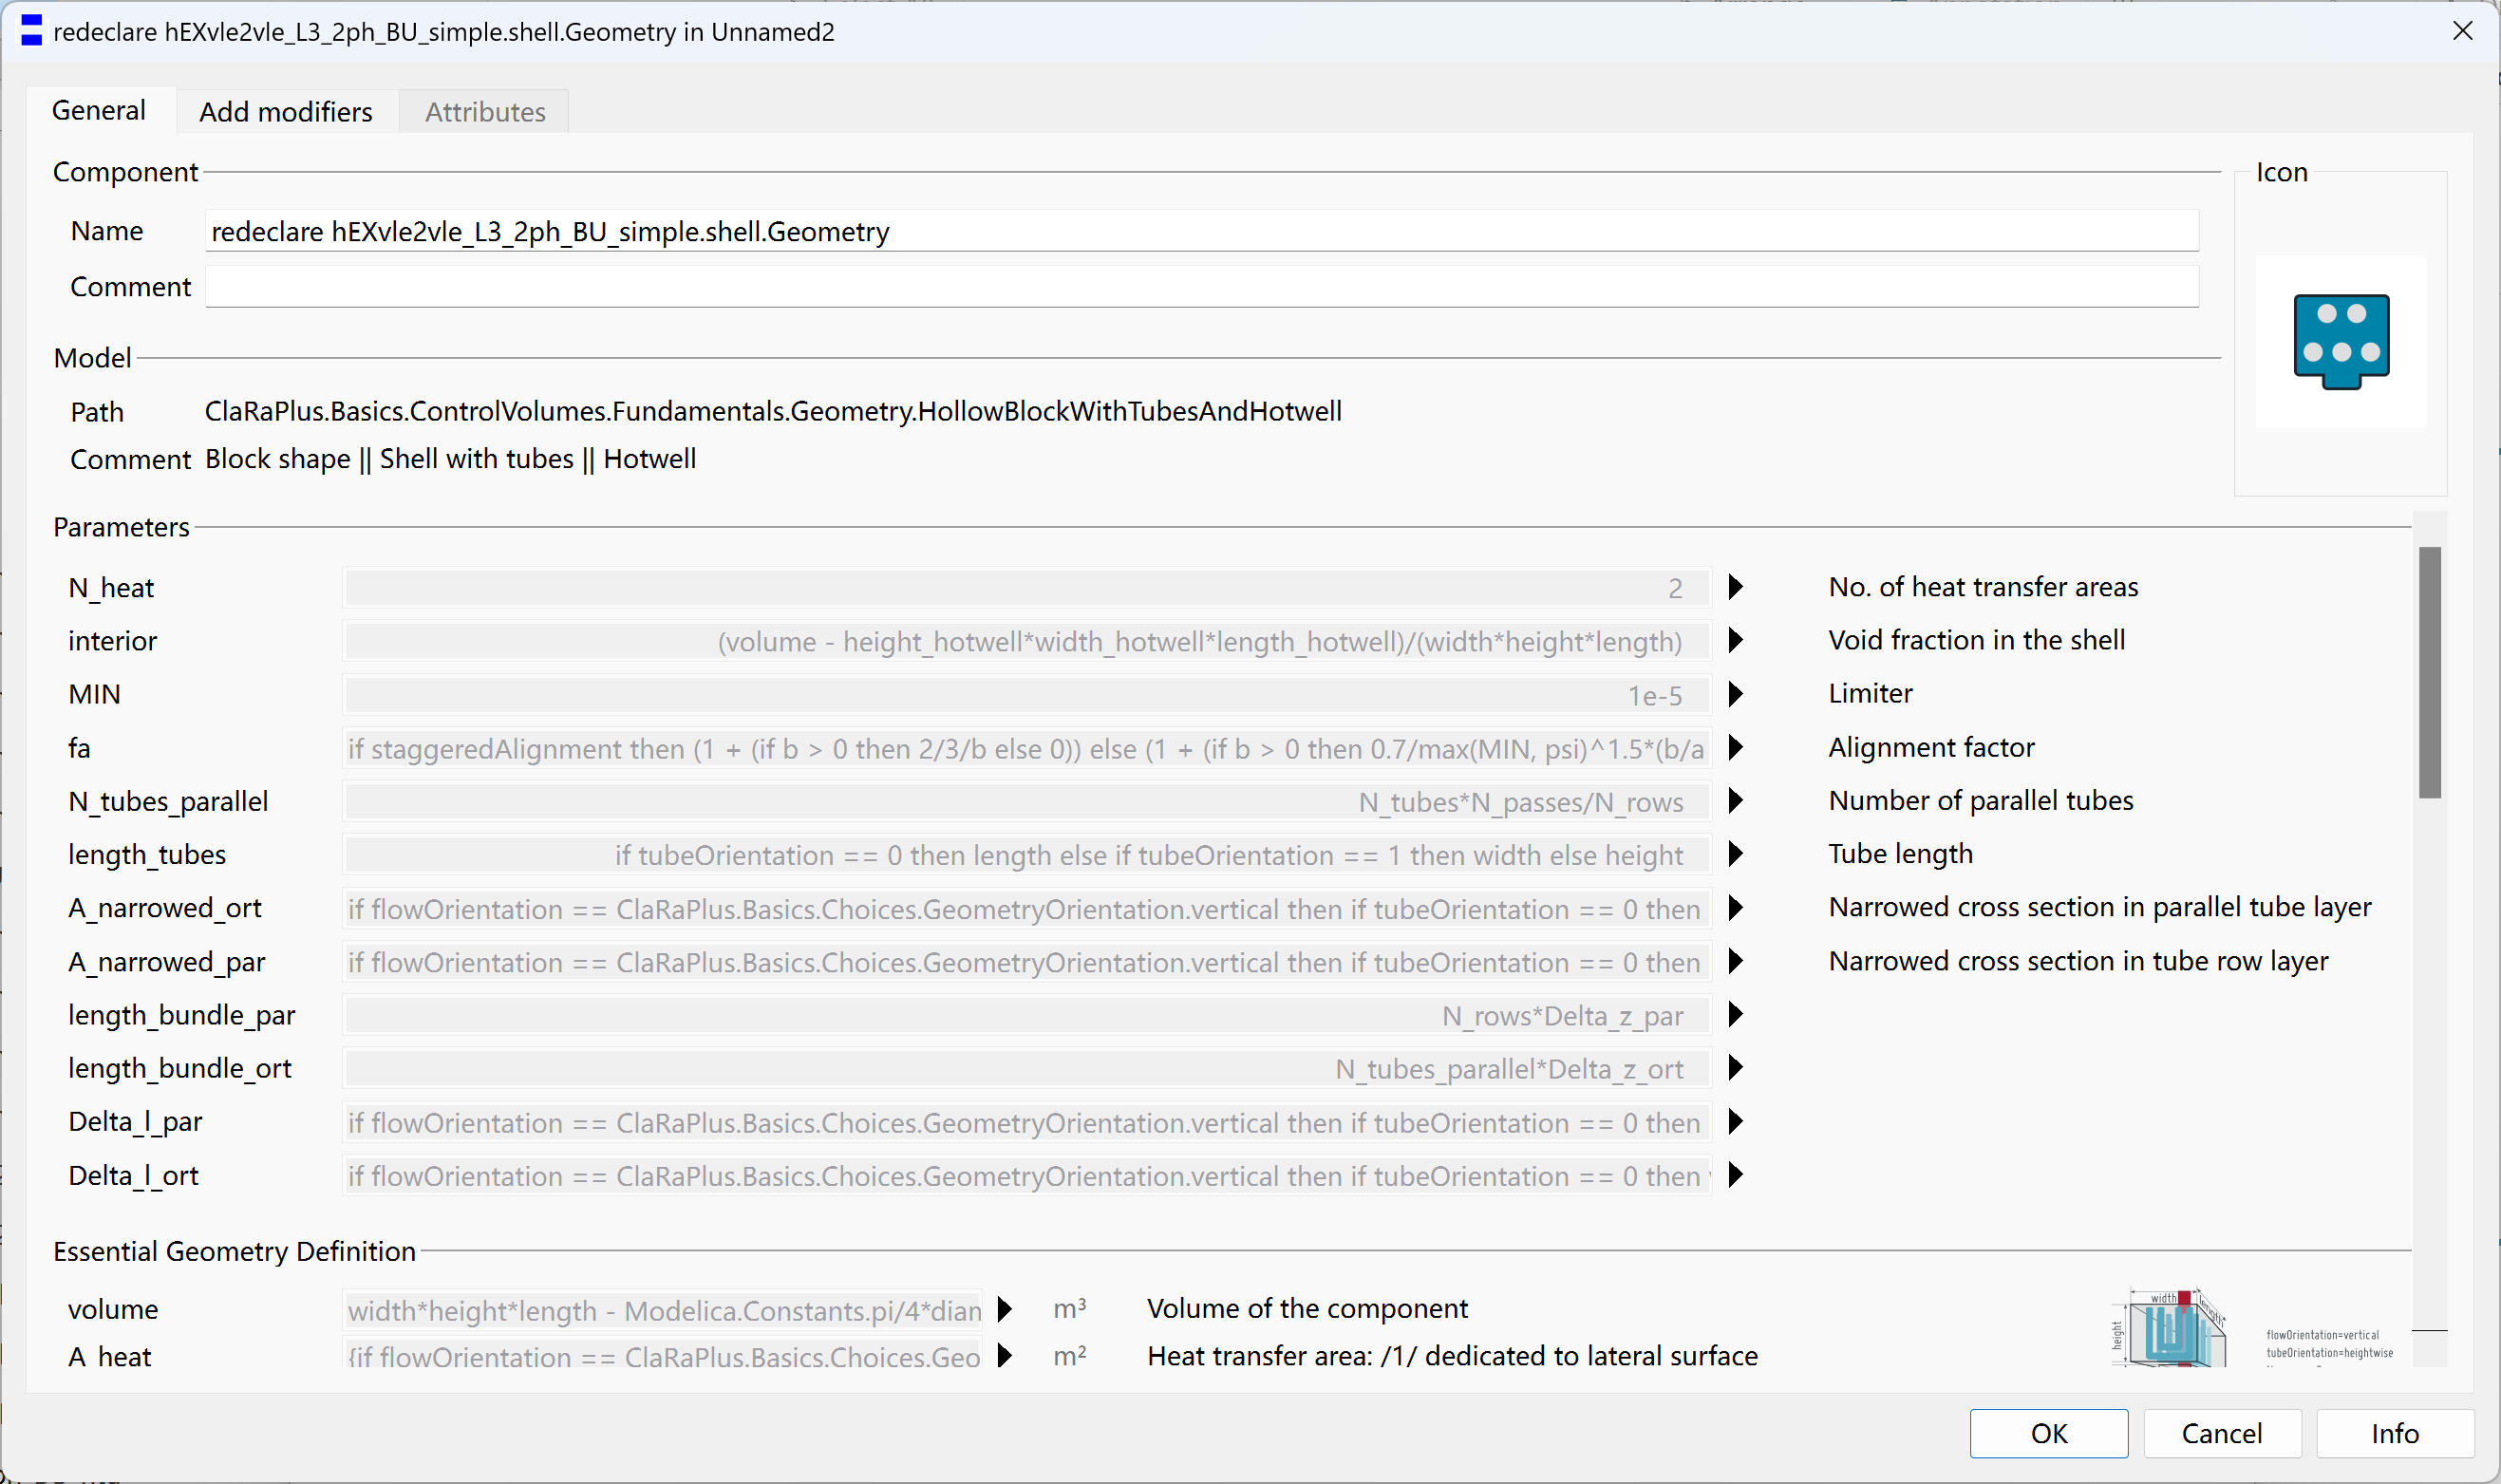 redeclare hEXvle2vle_L3_2ph_BU_simple.shell.Geometry in Unnamed2
General Add modifiers Attributes
Component
Icon
Name redeclare hEXvle2vle_L3_2ph_BU_simple.shell.Geometry
Comment
Model
Path ClaRaPlus.Basics.ControlVolumes.Fundamentals.Geometry.HollowBlockWithTubesAndHotwell
Comment Block shape || Shell with tubes || Hotwell
Parameters
N_heat 2 No. of heat transfer areas
interior (volume - height_hotwell*width_hotwell*length_hotwell)/(width*height*length) Void fraction in the shell
MIN 1e-5 Limiter
fa if staggeredAlignment then (1 + (if b > 0 then 2/3/b else 0)) else (1 + (if b > 0 then 0.7/max(MIN, psi)^1.5*(b/a Alignment factor
N_tubes_parallel N_tubes*N_passes/N_rows Number of parallel tubes
length_tubes if tubeOrientation == 0 then length else if tubeOrientation == 1 then width else height Tube length
A_narrowed_ort if flowOrientation == ClaRaPlus.Basics.Choices.GeometryOrientation.vertical then if tubeOrientation == 0 then Narrowed cross section in parallel tube layer
A_narrowed_par if flowOrientation == ClaRaPlus.Basics.Choices.GeometryOrientation.vertical then if tubeOrientation == 0 then Narrowed cross section in tube row layer
length_bundle_par N_rows*Delta_z_par
length_bundle_ort N_tubes_parallel*Delta_z_ort
Delta_l_par if flowOrientation == ClaRaPlus.Basics.Choices.GeometryOrientation.vertical then if tubeOrientation == 0 then
Delta_l_ort if flowOrientation == ClaRaPlus.Basics.Choices.GeometryOrientation.vertical then if tubeOrientation == 0 then
Essential Geometry Definition
volume width*height*length - Modelica.Constants.pi/4*diam m³ Volume of the component
A_heat {if flowOrientation == ClaRaPlus.Basics.Choices.Geo m² Heat transfer area: /1/ dedicated to lateral surface
width
length
height
flowOrientation=vertical
tubeOrientation=heightwise
OK Cancel Info